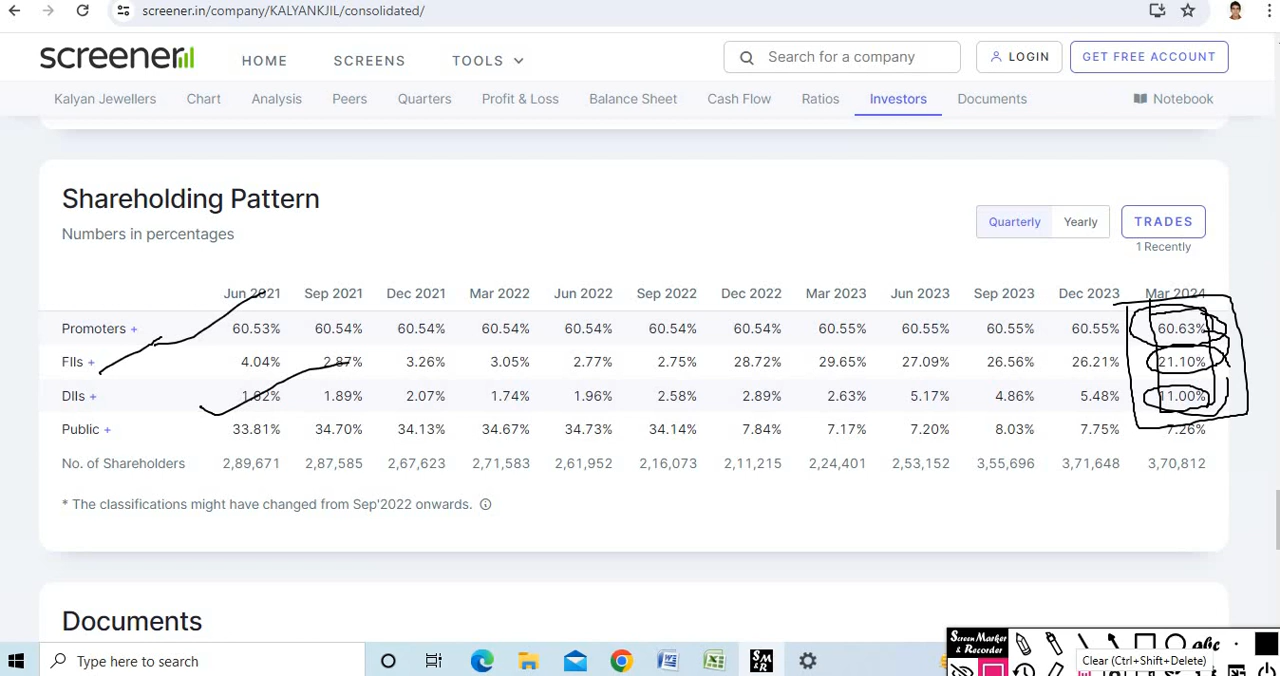 screener.in/company/KALYANKJIL/consolidated/
screener
HOME SCREENS TOOLS
Search for a company
LOGIN
GET FREE ACCOUNT
Kalyan Jewellers Chart Analysis Peers Quarters Profit & Loss Balance Sheet Cash Flow Ratios Investors Documents Notebook
Shareholding Pattern
Numbers in percentages
Quarterly Yearly TRADES
1 Recently
Jun 2021 Sep 2021 Dec 2021 Mar 2022 Jun 2022 Sep 2022 Dec 2022 Mar 2023 Jun 2023 Sep 2023 Dec 2023 Mar 2024
Promoters + 60.53% 60.54% 60.54% 60.54% 60.54% 60.54% 60.54% 60.55% 60.55% 60.55% 60.55% 60.63%
FIIs + 4.04% 2.87% 3.26% 3.05% 2.77% 2.75% 28.72% 29.65% 27.09% 26.56% 26.21% 21.10%
DIIs + 1.89% 2.07% 1.74% 1.96% 2.58% 2.89% 2.63% 5.17% 4.86% 5.48% 11.00%
Public + 33.81% 34.70% 34.13% 34.67% 34.73% 34.14% 7.84% 7.17% 7.20% 8.03% 7.75% 7.26%
No. of Shareholders 2,89,671 2,87,585 2,67,623 2,71,583 2,61,952 2,16,073 2,11,215 2,24,401 2,53,152 3,55,696 3,71,648 3,70,812
* The classifications might have changed from Sep'2022 onwards.
Documents
Type here to search
Screen Marker & Recorder
abc
Clear (Ctrl+Shift+Delete)